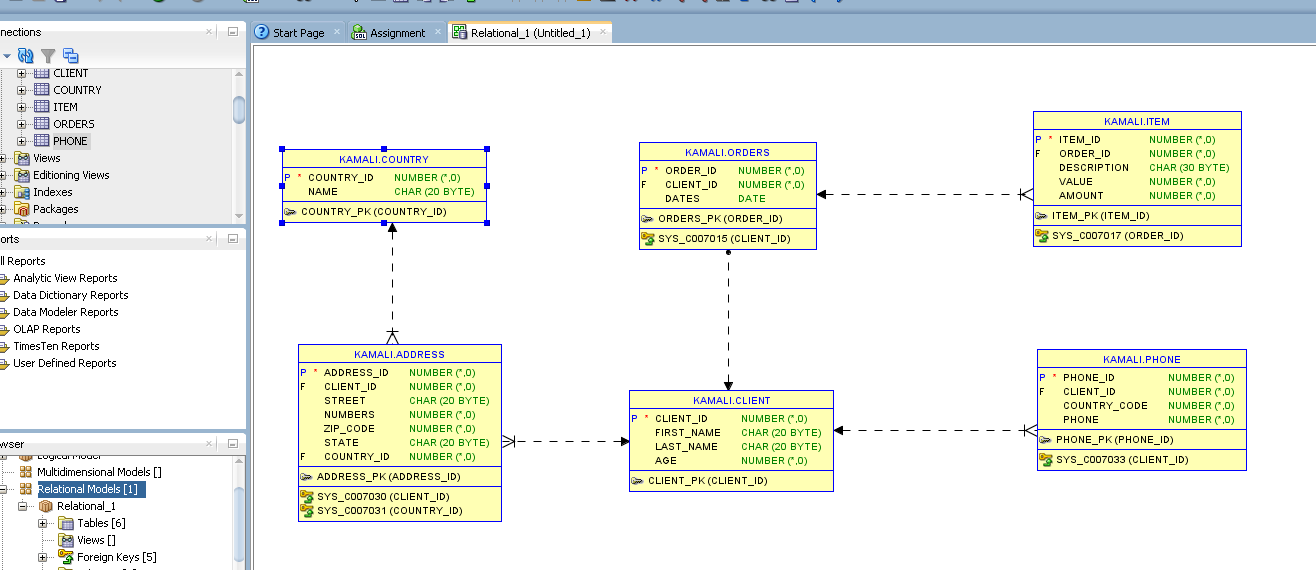 nections
Start Page
Assignment
Relational_1 (Untitled_1)
CLIENT
COUNTRY
ITEM
ORDERS
PHONE
Views
Editioning Views
Indexes
Packages
orts
ll Reports
Analytic View Reports
Data Dictionary Reports
Data Modeler Reports
OLAP Reports
TimesTen Reports
User Defined Reports
wser
Logical Model
Multidimensional Models []
Relational Models [1]
Relational_1
Tables [6]
Views []
Foreign Keys [5]
KAMALI.COUNTRY
P * COUNTRY_ID NUMBER (*,0)
NAME CHAR (20 BYTE)
COUNTRY_PK (COUNTRY_ID)
KAMALI.ORDERS
P * ORDER_ID NUMBER (*,0)
F CLIENT_ID NUMBER (*,0)
DATES DATE
ORDERS_PK (ORDER_ID)
SYS_C007015 (CLIENT_ID)
KAMALI.ITEM
P * ITEM_ID NUMBER (*,0)
F ORDER_ID NUMBER (*,0)
DESCRIPTION CHAR (30 BYTE)
VALUE NUMBER (*,0)
AMOUNT NUMBER (*,0)
ITEM_PK (ITEM_ID)
SYS_C007017 (ORDER_ID)
KAMALI.ADDRESS
P * ADDRESS_ID NUMBER (*,0)
F CLIENT_ID NUMBER (*,0)
STREET CHAR (20 BYTE)
NUMBERS NUMBER (*,0)
ZIP_CODE NUMBER (*,0)
STATE CHAR (20 BYTE)
F COUNTRY_ID NUMBER (*,0)
ADDRESS_PK (ADDRESS_ID)
SYS_C007030 (CLIENT_ID)
SYS_C007031 (COUNTRY_ID)
KAMALI.CLIENT
P * CLIENT_ID NUMBER (*,0)
FIRST_NAME CHAR (20 BYTE)
LAST_NAME CHAR (20 BYTE)
AGE NUMBER (*,0)
CLIENT_PK (CLIENT_ID)
KAMALI.PHONE
P * PHONE_ID NUMBER (*,0)
F CLIENT_ID NUMBER (*,0)
COUNTRY_CODE NUMBER (*,0)
PHONE NUMBER (*,0)
PHONE_PK (PHONE_ID)
SYS_C007033 (CLIENT_ID)